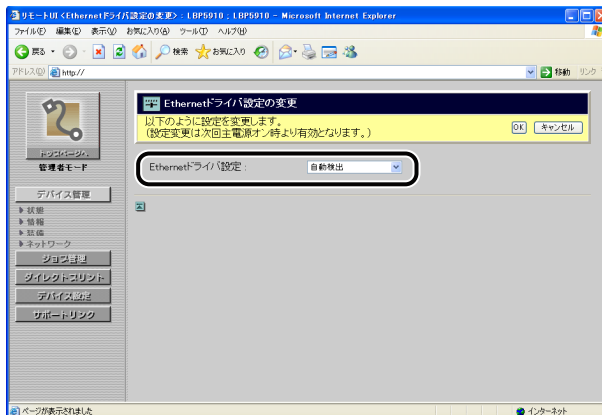 リモートUI <Ethernetドライバ設定の変更> : LBP5910 ; LBP5910 - Microsoft Internet Explorer
ファイル(F) 編集(E) 表示(V) お気に入り(A) ツール(T) ヘルプ(H)
戻る 検索 お気に入り
アドレス(D) http:// 移動 リンク
Ethernetドライバ設定の変更
以下のように設定を変更します。
(設定変更は次回主電源オン時より有効となります。)
OK キャンセル
トップページへ
管理者モード
Ethernetドライバ設定 : 自動検出
デバイス管理
状態
情報
装備
ネットワーク
ジョブ管理
ダイレクトプリント
デバイス設定
サポートリンク
ページが表示されました インターネット